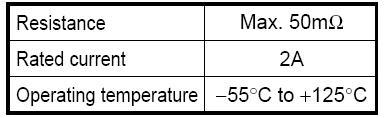 Resistance Max. 50mΩ
Rated current 2A
Operating temperature −55°C to +125°C